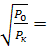 √(P₀/Pₖ) =